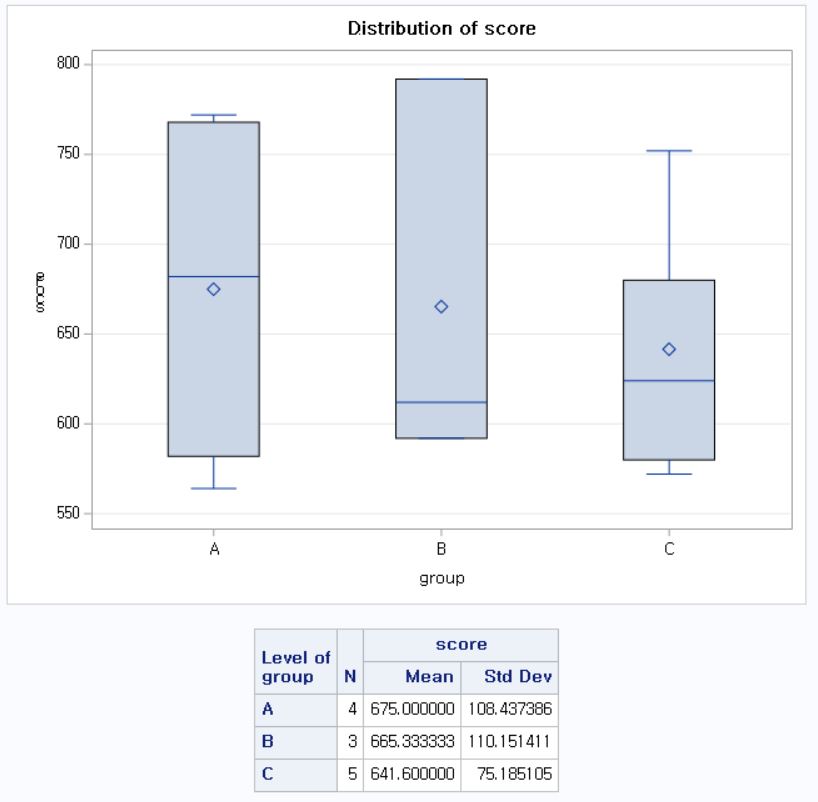 Distribution of score
800
750
700
650
600
550
score
A B C
group
score
Level of group N Mean Std Dev
A 4 675.000000 108.437386
B 3 665.333333 110.151411
C 5 641.600000 75.185105